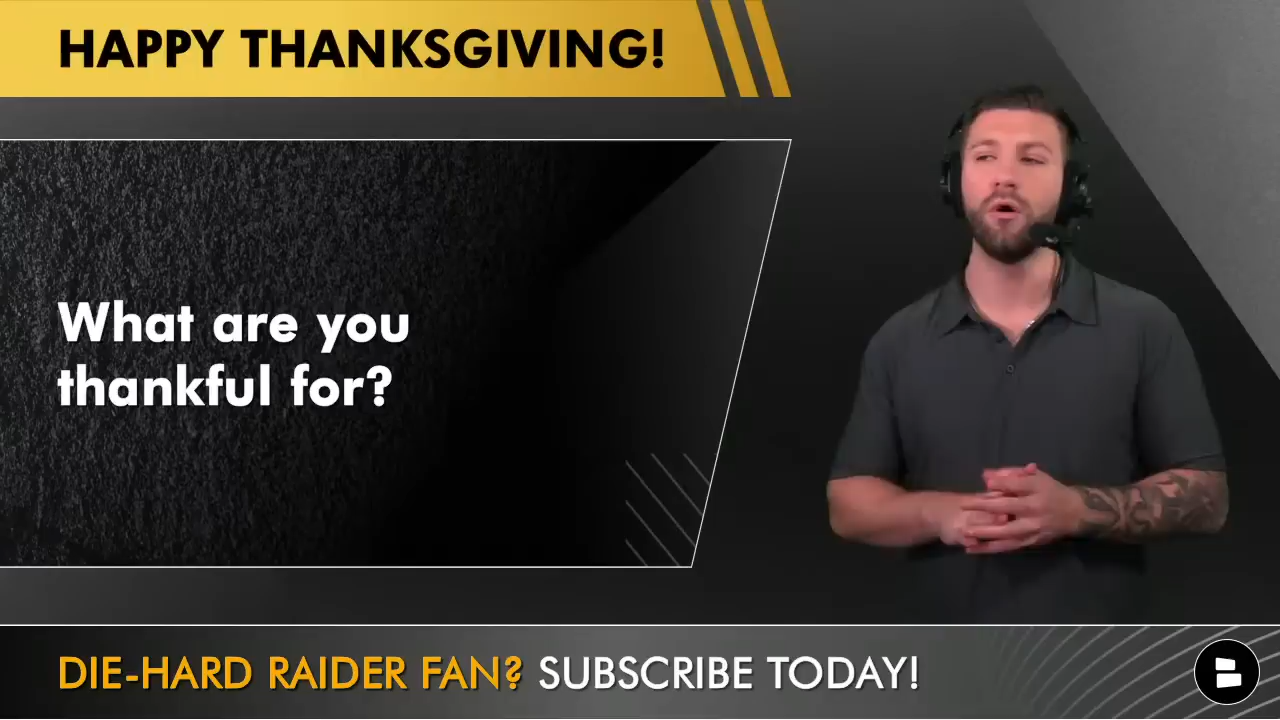 HAPPY THANKSGIVING!
What are you
thankful for?
DIE-HARD RAIDER FAN? SUBSCRIBE TODAY!